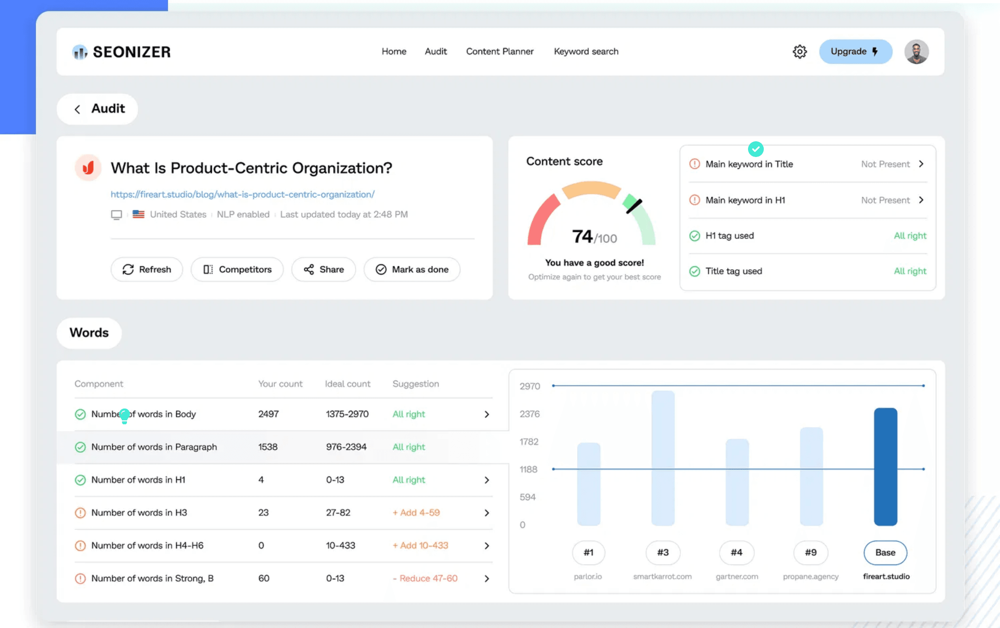 SEONIZER
Home Audit Content Planner Keyword search
Upgrade
Audit
What Is Product-Centric Organization?
https://fireart.studio/blog/what-is-product-centric-organization/
United States NLP enabled Last updated today at 2:48 PM
Refresh Competitors Share Mark as done
Content score
74/100
You have a good score!
Optimize again to get your best score
Main keyword in Title Not Present
Main keyword in H1 Not Present
H1 tag used All right
Title tag used All right
Words
Component Your count Ideal count Suggestion
Number of words in Body 2497 1375-2970 All right
Number of words in Paragraph 1538 976-2394 All right
Number of words in H1 4 0-13 All right
Number of words in H3 23 27-82 + Add 4-59
Number of words in H4-H6 0 10-433 + Add 10-433
Number of words in Strong, B 60 0-13 - Reduce 47-60
2970
2376
1782
1188
594
0
#1 #3 #4 #9 Base
parlor.io smartkarrot.com gartner.com propane.agency fireart.studio